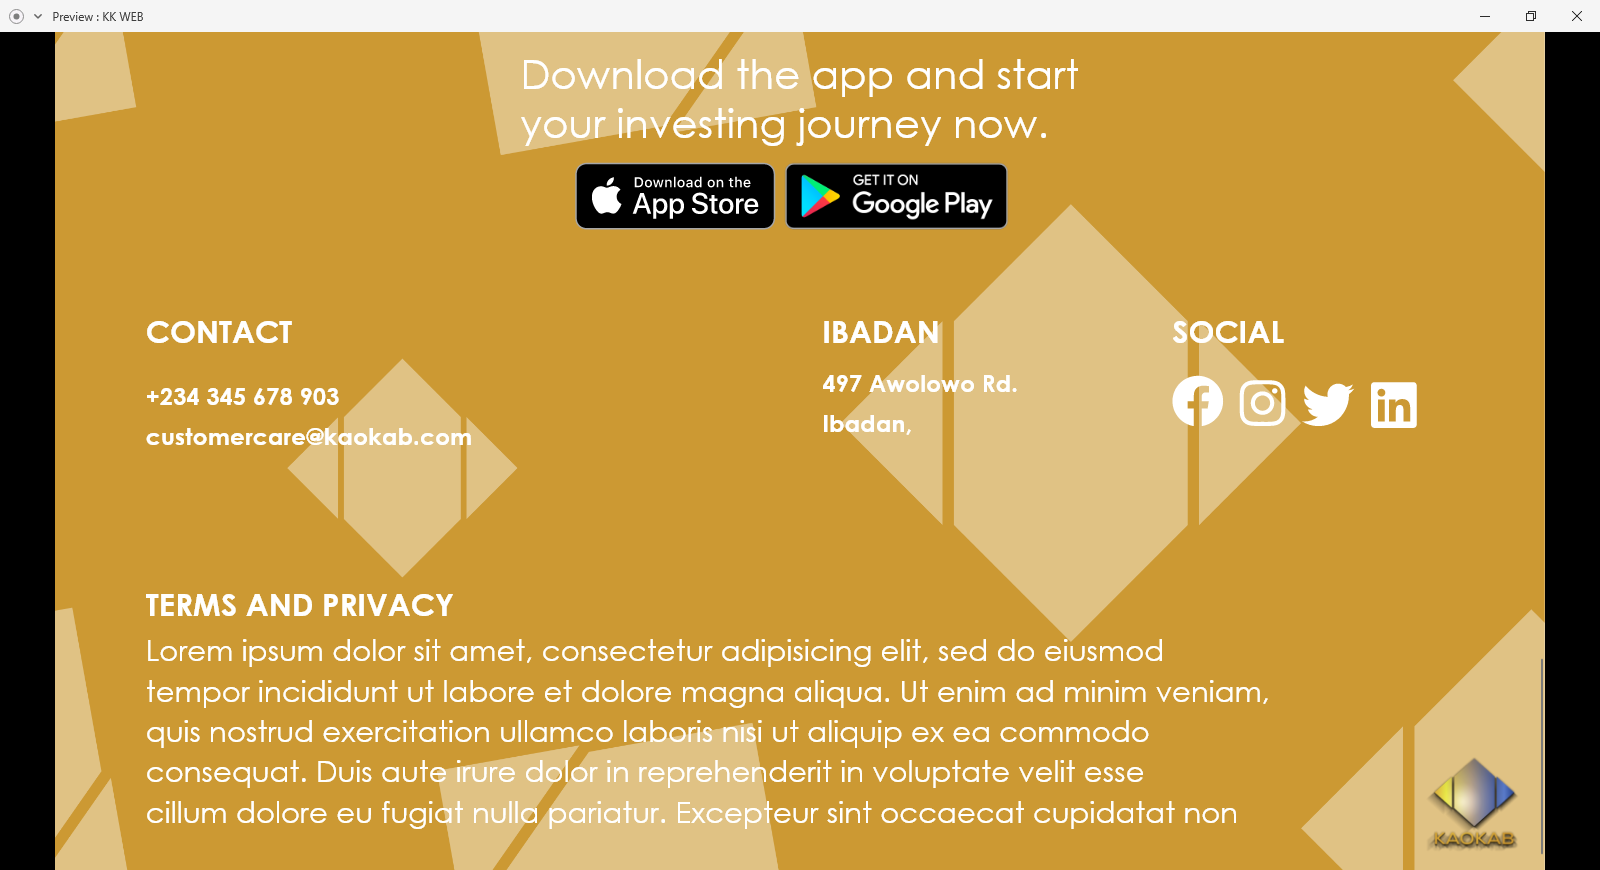 Preview : KK WEB
Download the app and start
your investing journey now.
Download on the
App Store
GET IT ON
Google Play
CONTACT
+234 345 678 903
customercare@kaokab.com
IBADAN
497 Awolowo Rd.
Ibadan,
SOCIAL
TERMS AND PRIVACY
Lorem ipsum dolor sit amet, consectetur adipisicing elit, sed do eiusmod
tempor incididunt ut labore et dolore magna aliqua. Ut enim ad minim veniam,
quis nostrud exercitation ullamco laboris nisi ut aliquip ex ea commodo
consequat. Duis aute irure dolor in reprehenderit in voluptate velit esse
cillum dolore eu fugiat nulla pariatur. Excepteur sint occaecat cupidatat non
KAOKAB